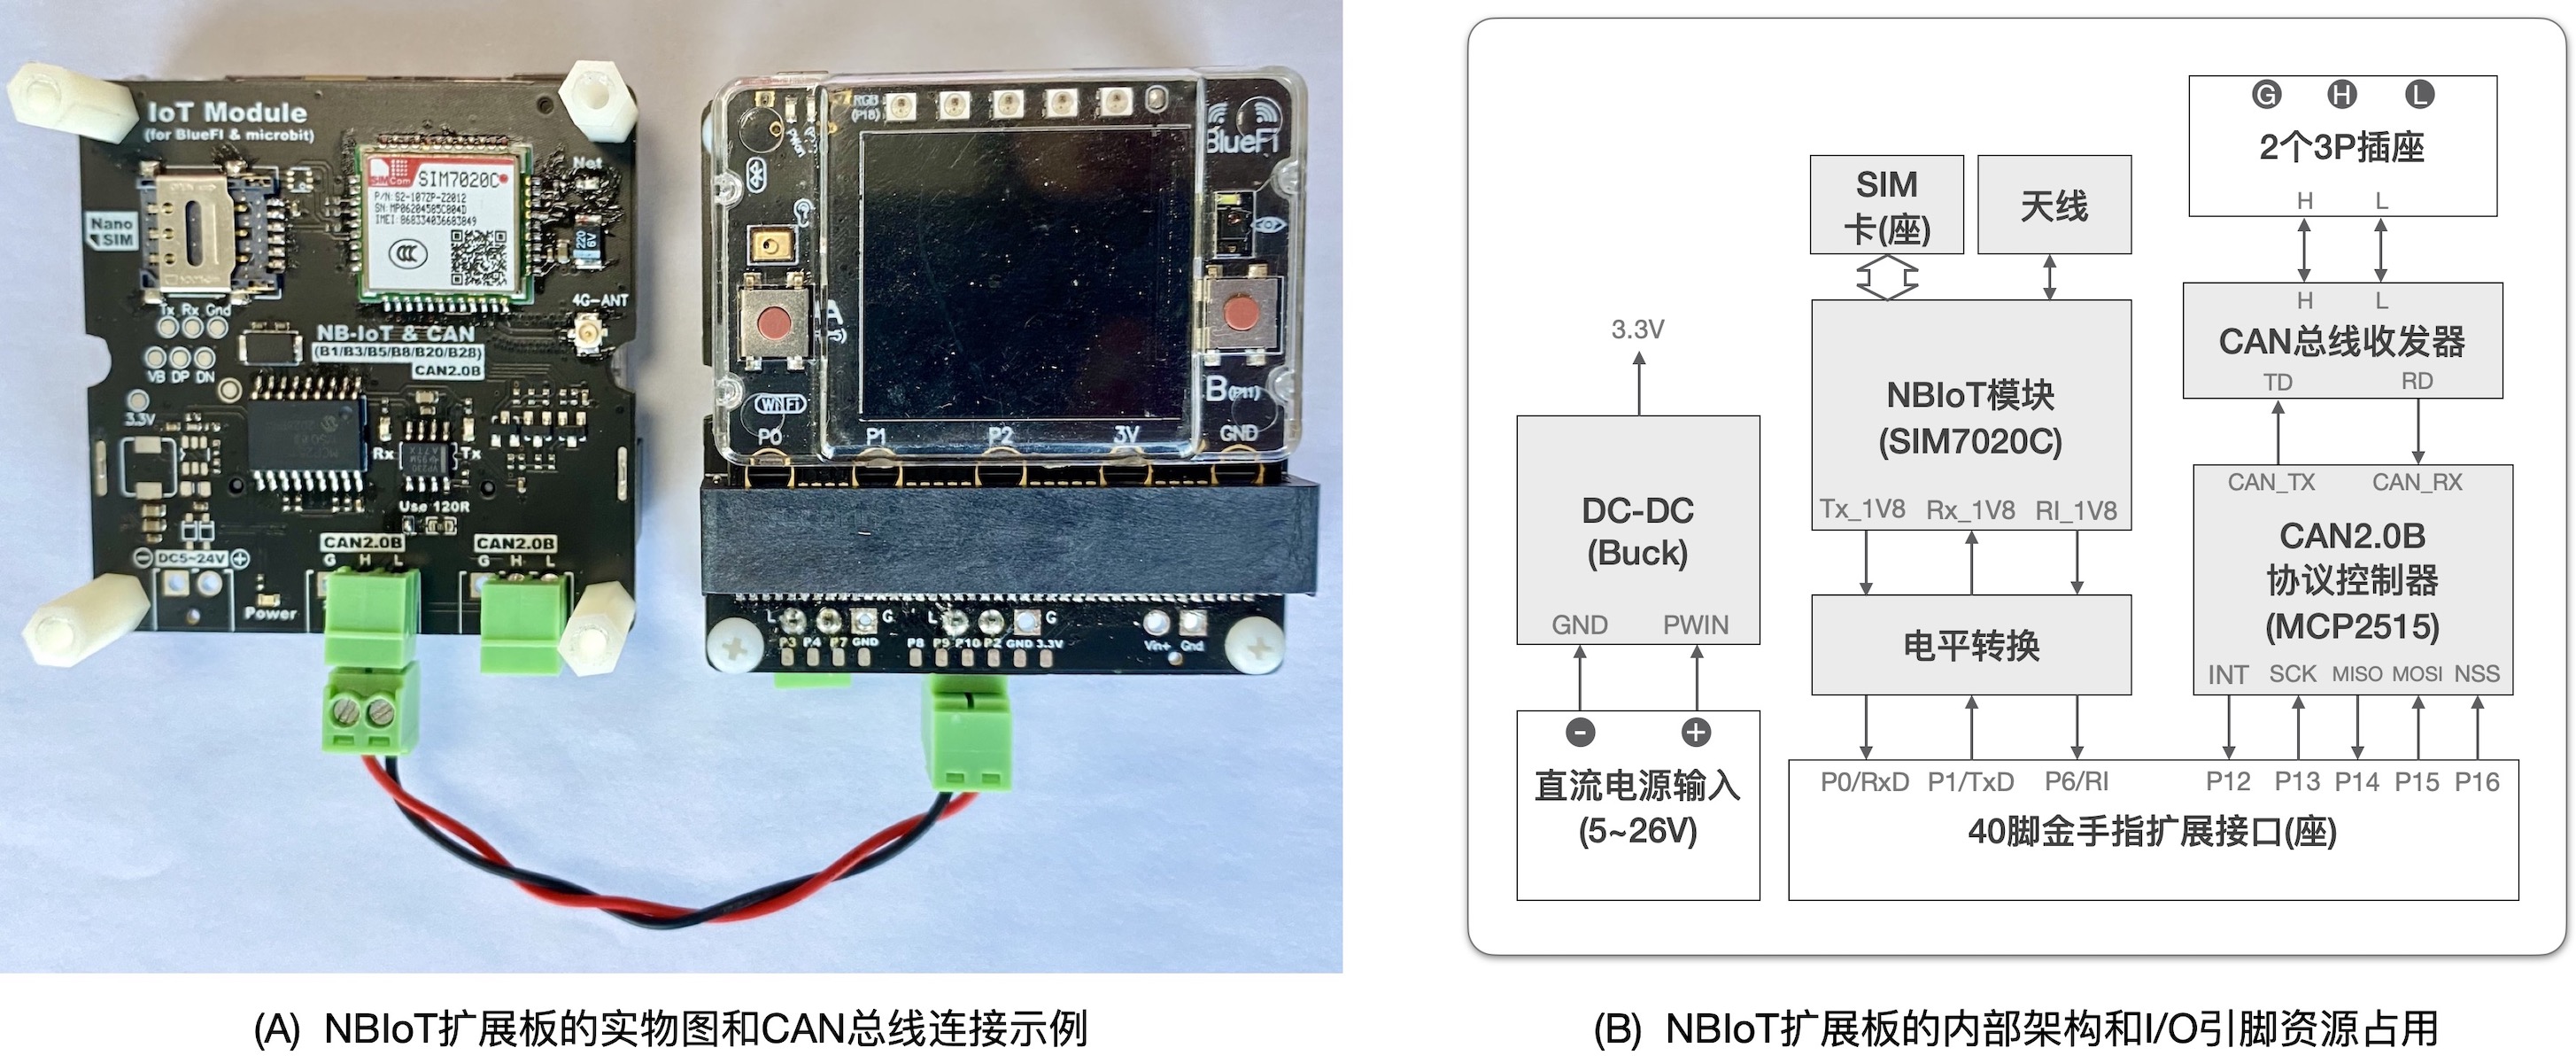 IoT Module
(for BlueFi & microbit)
Nano
SIM
SIMCom
SIM7020C
P/N: S2-107ZP-Z2012
SN: MP06204505C004D
IMEI: 868334036683849
Net
220
6V
4G-ANT
Tx Rx Gnd
VB DP DN
3.3V
NB-IoT & CAN
(B1/B3/B5/B8/B20/B28)
CAN2.0B
Rx
Tx
Use 120R
DC5~24V
Power
CAN2.0B
G H L
CAN2.0B
G H L
RGB
(P18)
BlueFi
A
B(P11)
WiFi
P0
P1
P2
3V
GND
L
G
L
G
P3 P4 P7 GND
P8 P9 P10 P2 GND 3.3V
Vin+ Gnd
(A) NBIoT扩展板的实物图和CAN总线连接示例
3.3V
DC-DC
(Buck)
GND PWIN
- +
直流电源输入
(5~26V)
SIM
卡(座)
天线
NBIoT模块
(SIM7020C)
Tx_1V8 Rx_1V8 RI_1V8
电平转换
G H L
2个3P插座
H L
H L
CAN总线收发器
TD RD
CAN_TX CAN_RX
CAN2.0B
协议控制器
(MCP2515)
INT SCK MISO MOSI NSS
P0/RxD P1/TxD P6/RI P12 P13 P14 P15 P16
40脚金手指扩展接口(座)
(B) NBIoT扩展板的内部架构和I/O引脚资源占用